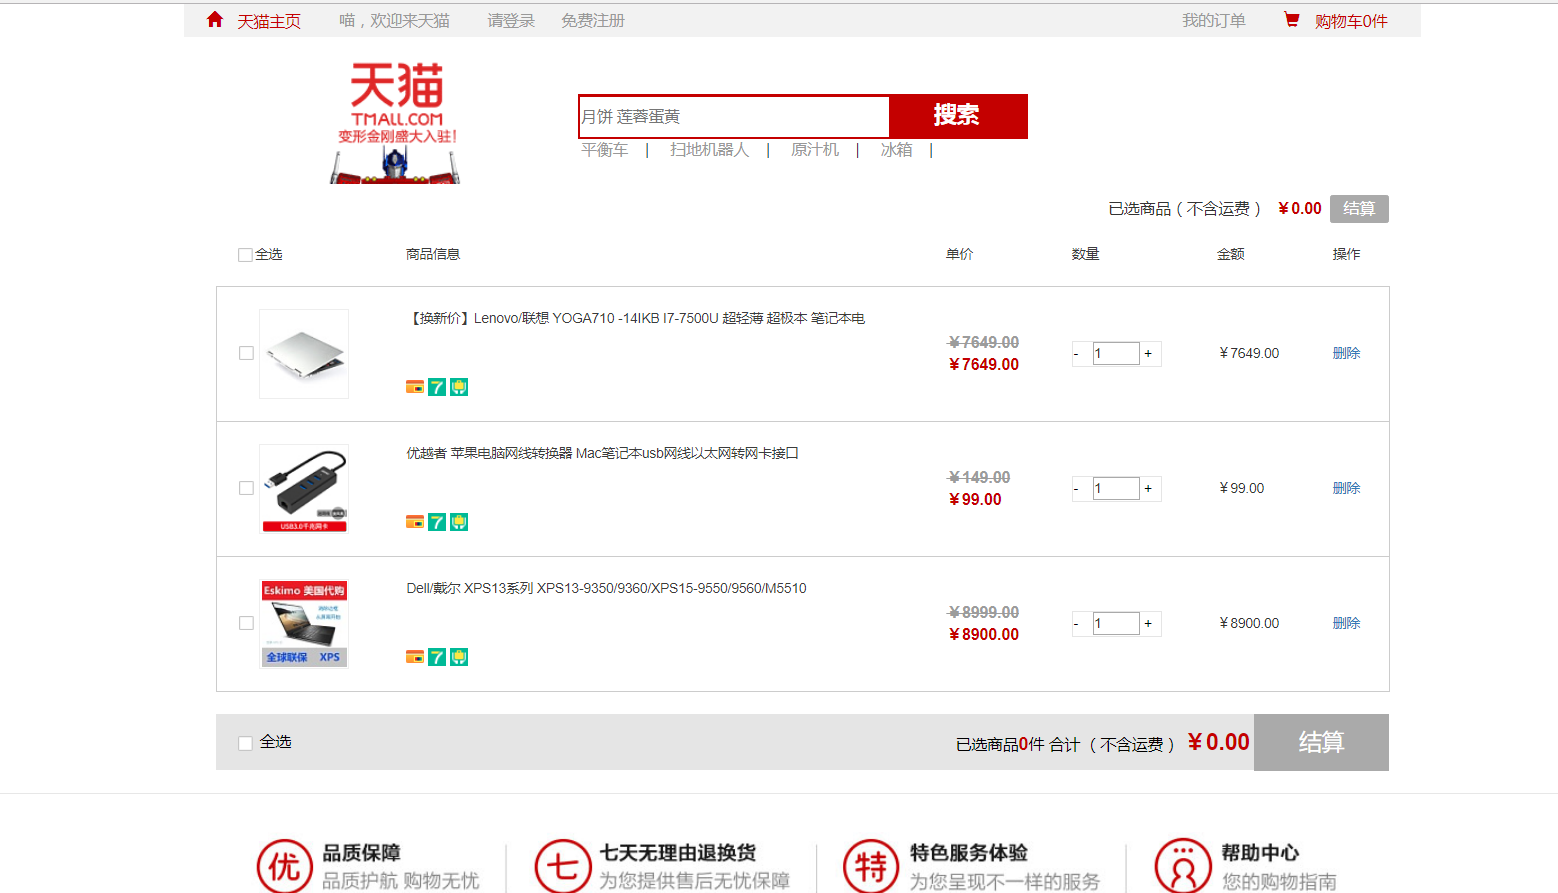 天猫主页 喵，欢迎来天猫 请登录 免费注册 我的订单 购物车0件
天猫
TMALL.COM
变形金刚盛大入驻!
月饼 莲蓉蛋黄 搜索
平衡车 | 扫地机器人 | 原汁机 | 冰箱 |
已选商品（不含运费） ￥0.00 结算
全选 商品信息 单价 数量 金额 操作
【换新价】Lenovo/联想 YOGA710 -14IKB I7-7500U 超轻薄 超极本 笔记本电
￥7649.00
￥7649.00 - 1 + ￥7649.00 删除
7
优越者 苹果电脑网线转换器 Mac笔记本usb网线以太网转网卡接口
￥149.00
￥99.00 - 1 + ￥99.00 删除
7
USB3.0千兆网卡
Dell/戴尔 XPS13系列 XPS13-9350/9360/XPS15-9550/9560/M5510
Eskimo 美国代购
￥8999.00
￥8900.00 - 1 + ￥8900.00 删除
7
全球联保 XPS
全选 已选商品0件 合计 （不含运费） ￥0.00 结算
优 品质保障 七 七天无理由退换货 特 特色服务体验 帮助中心
品质护航 购物无忧 为您提供售后无忧保障 为您呈现不一样的服务 您的购物指南